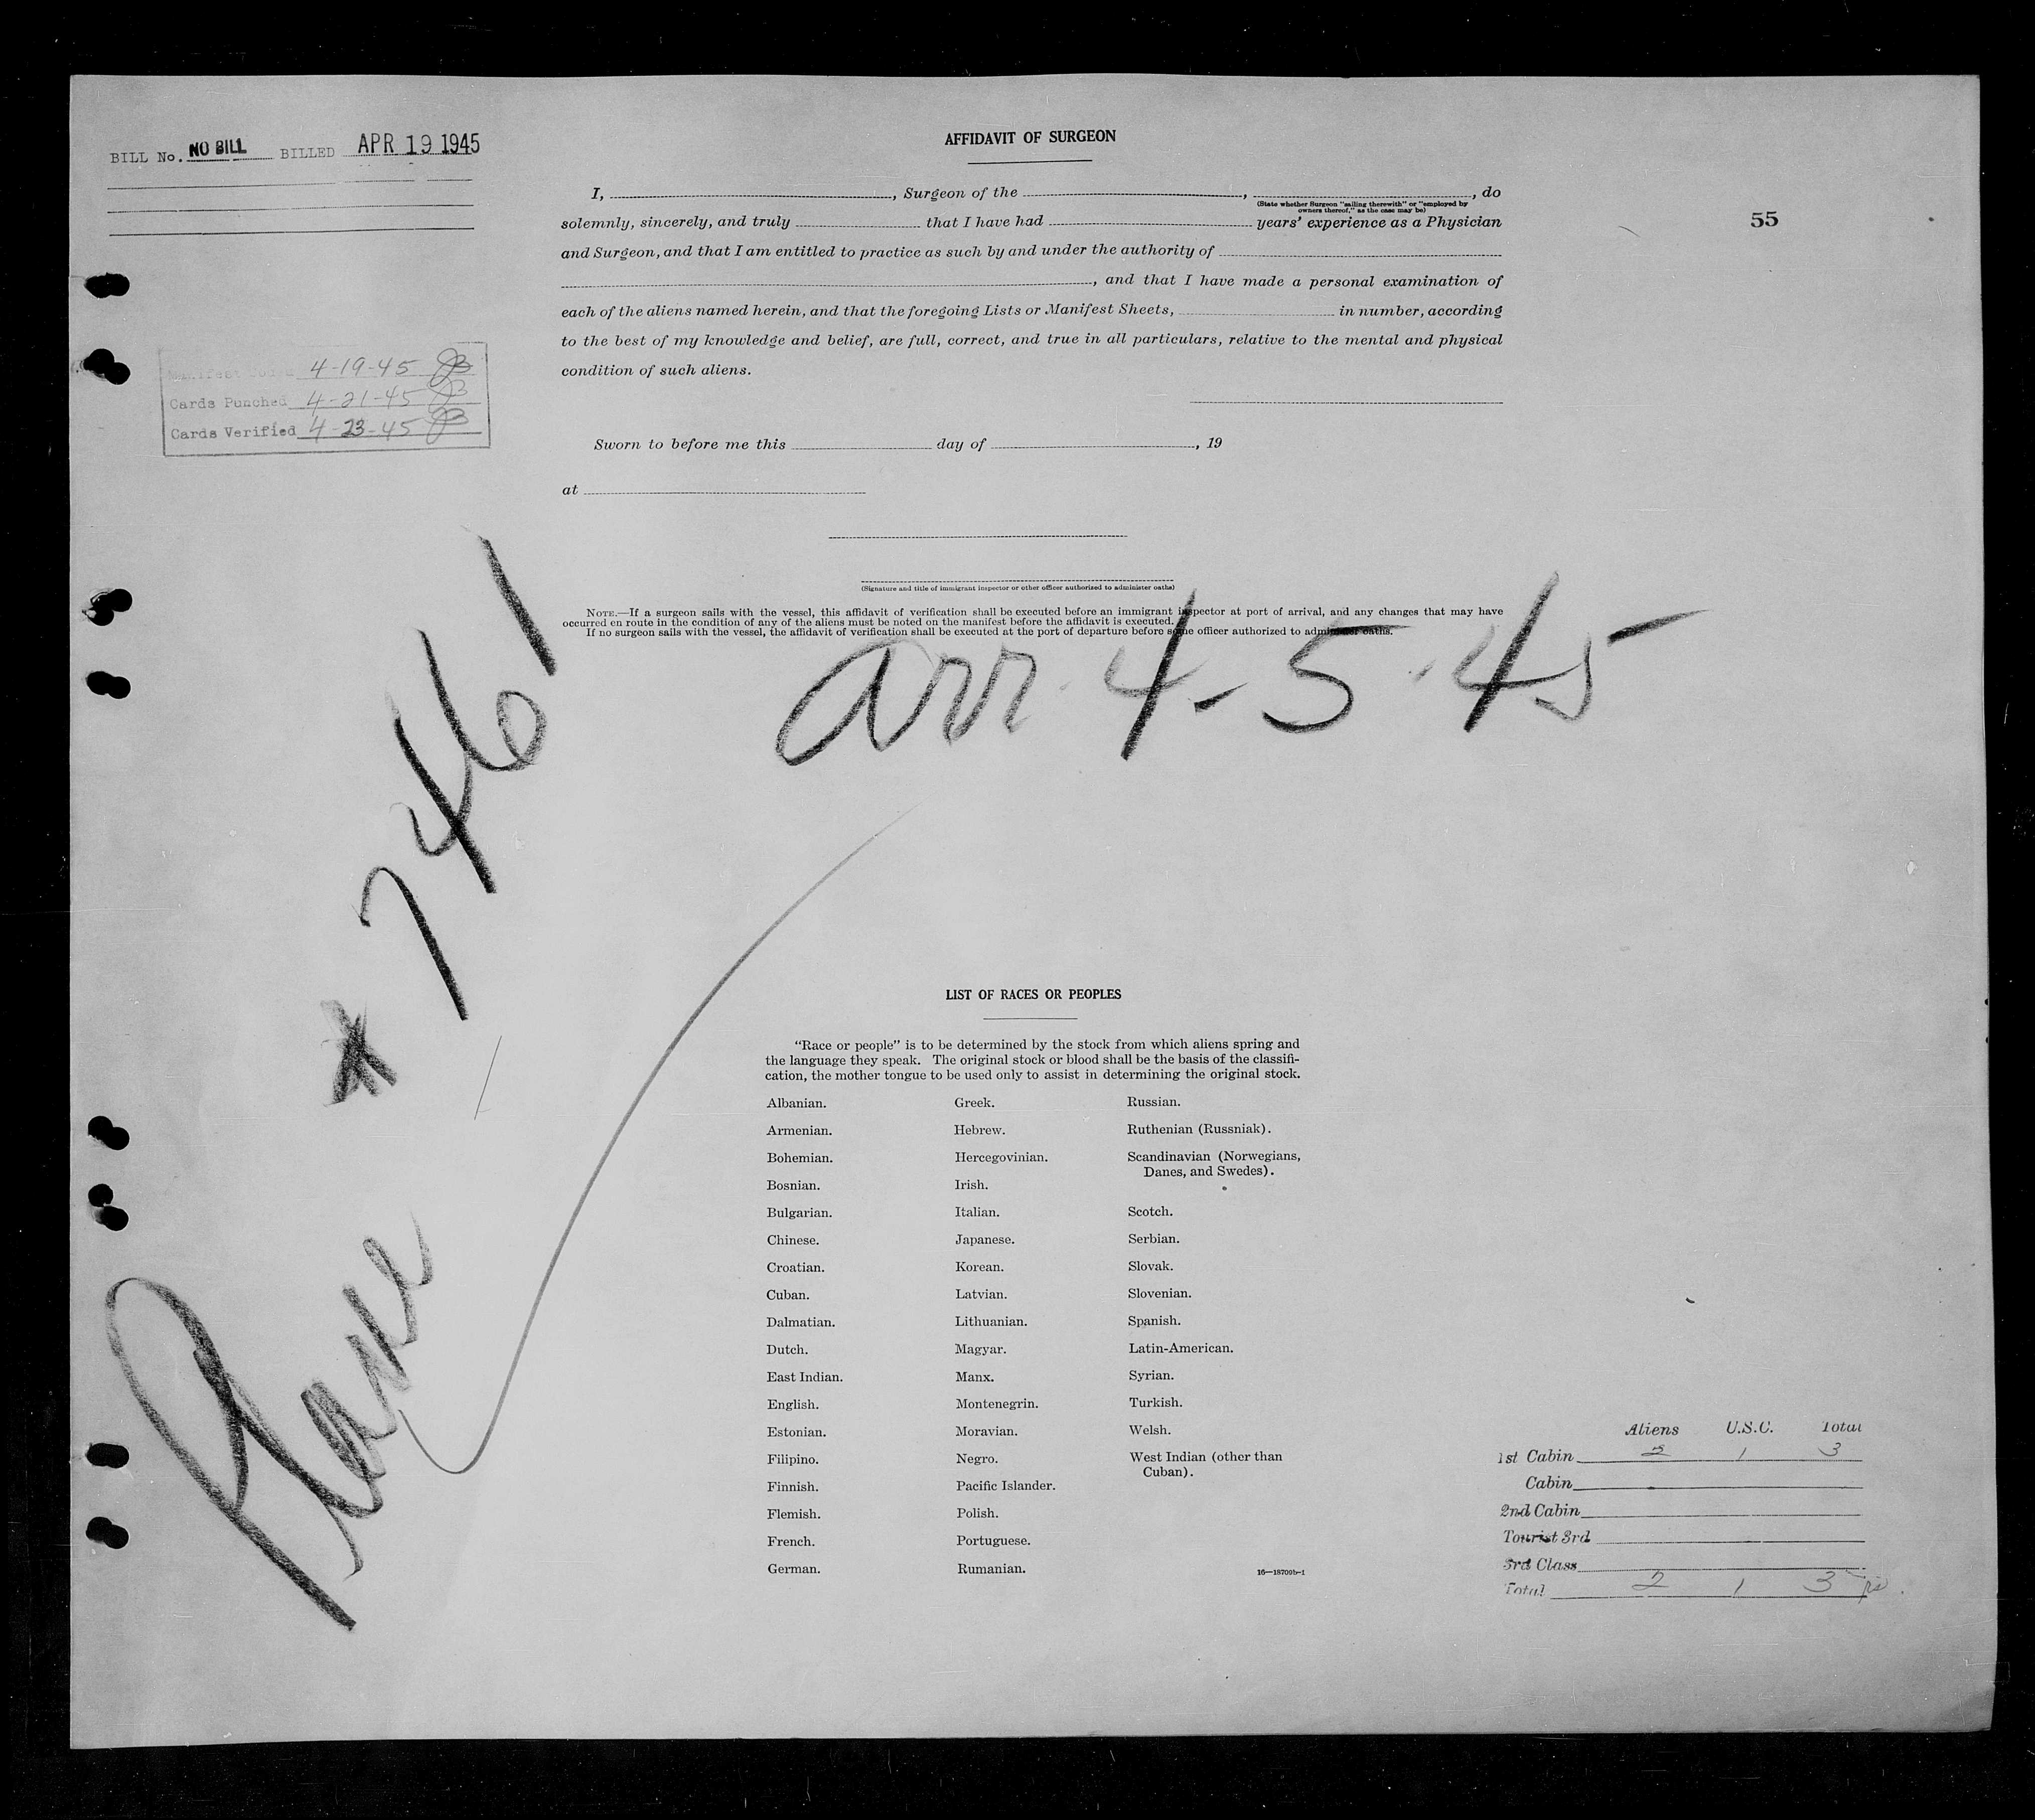 BILL No. NO BILL BILLED APR 19 1945
AFFIDAVIT OF SURGEON
I, , Surgeon of the , , do
(State whether Surgeon "sailing therewith" or "employed by
owners thereof," as the case may be)
solemnly, sincerely, and truly that I have had years' experience as a Physician
55
and Surgeon, and that I am entitled to practice as such by and under the authority of
, and that I have made a personal examination of
each of the aliens named herein, and that the foregoing Lists or Manifest Sheets, in number, according
to the best of my knowledge and belief, are full, correct, and true in all particulars, relative to the mental and physical
condition of such aliens.
Manifest 4-19-45
Cards Punched 4-21-45
Cards Verified 4-23-45
Sworn to before me this day of , 19
at
(Signature and title of immigrant inspector or other officer authorized to administer oaths)
NOTE.—If a surgeon sails with the vessel, this affidavit of verification shall be executed before an immigrant inspector at port of arrival, and any changes that may have
occurred en route in the condition of any of the aliens must be noted on the manifest before the affidavit is executed.
If no surgeon sails with the vessel, the affidavit of verification shall be executed at the port of departure before some officer authorized to administer oaths.
arr 4-5-45
Plane # 7461
LIST OF RACES OR PEOPLES
"Race or people" is to be determined by the stock from which aliens spring and
the language they speak. The original stock or blood shall be the basis of the classifi-
cation, the mother tongue to be used only to assist in determining the original stock.
Albanian.
Armenian.
Bohemian.
Bosnian.
Bulgarian.
Chinese.
Croatian.
Cuban.
Dalmatian.
Dutch.
East Indian.
English.
Estonian.
Filipino.
Finnish.
Flemish.
French.
German.
Greek.
Hebrew.
Hercegovinian.
Irish.
Italian.
Japanese.
Korean.
Latvian.
Lithuanian.
Magyar.
Manx.
Montenegrin.
Moravian.
Negro.
Pacific Islander.
Polish.
Portuguese.
Rumanian.
Russian.
Ruthenian (Russniak).
Scandinavian (Norwegians,
Danes, and Swedes).
Scotch.
Serbian.
Slovak.
Slovenian.
Spanish.
Latin-American.
Syrian.
Turkish.
Welsh.
West Indian (other than
Cuban).
16—18709b-1
Aliens U.S.C. Total
1st Cabin 2 1 3
Cabin
2nd Cabin
Tourist 3rd
3rd Class
Total 2 1 3